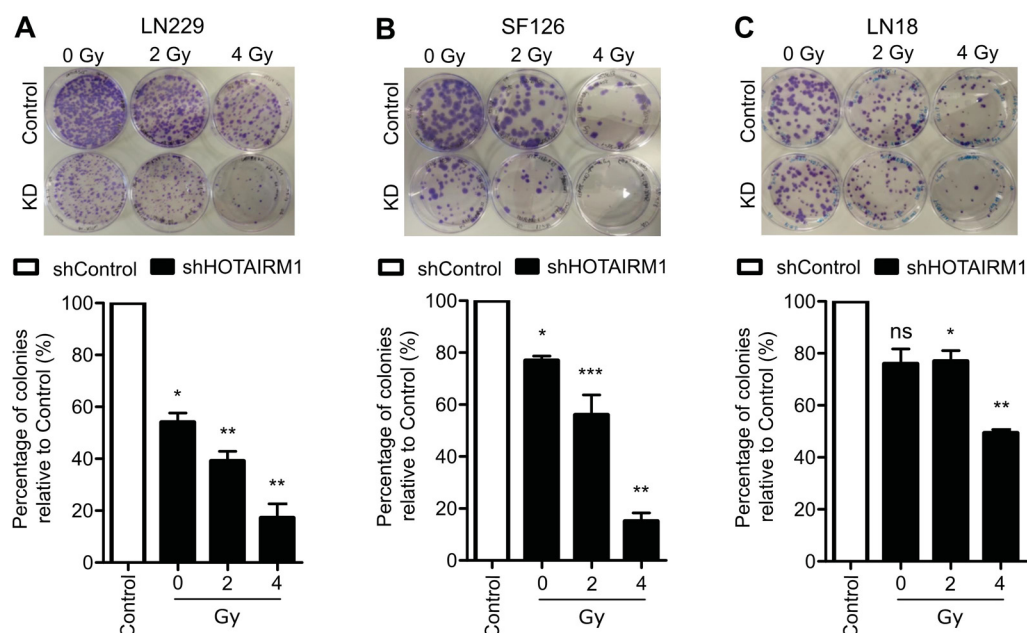 A
LN229
0 Gy 2 Gy 4 Gy
Control
KD
shControl shHOTAIRM1
Percentage of colonies
relative to Control (%)
100
80
60
40
20
0
*
**
**
Control
0 2 4
Gy
B
SF126
0 Gy 2 Gy 4 Gy
Control
KD
shControl shHOTAIRM1
Percentage of colonies
relative to Control (%)
100
80
60
40
20
0
*
***
**
Control
0 2 4
Gy
C
LN18
0 Gy 2 Gy 4 Gy
Control
KD
shControl shHOTAIRM1
Percentage of colonies
relative to Control (%)
100
80
60
40
20
0
ns
*
**
Control
0 2 4
Gy